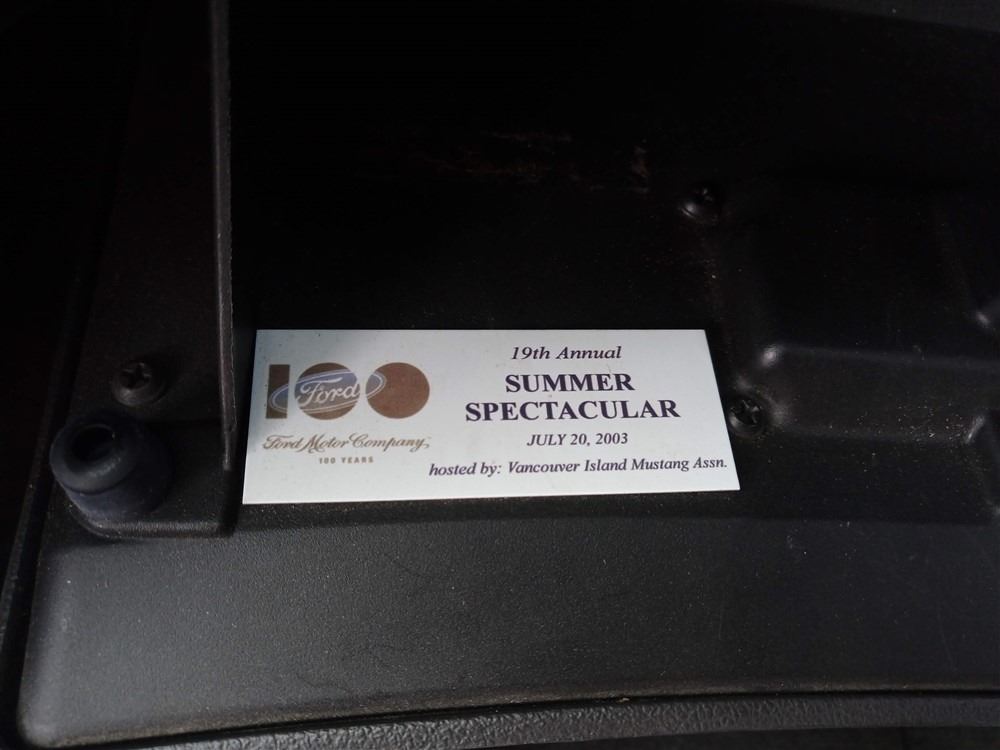 100
Ford
Ford Motor Company,
100 YEARS
19th Annual
SUMMER
SPECTACULAR
JULY 20, 2003
hosted by: Vancouver Island Mustang Assn.